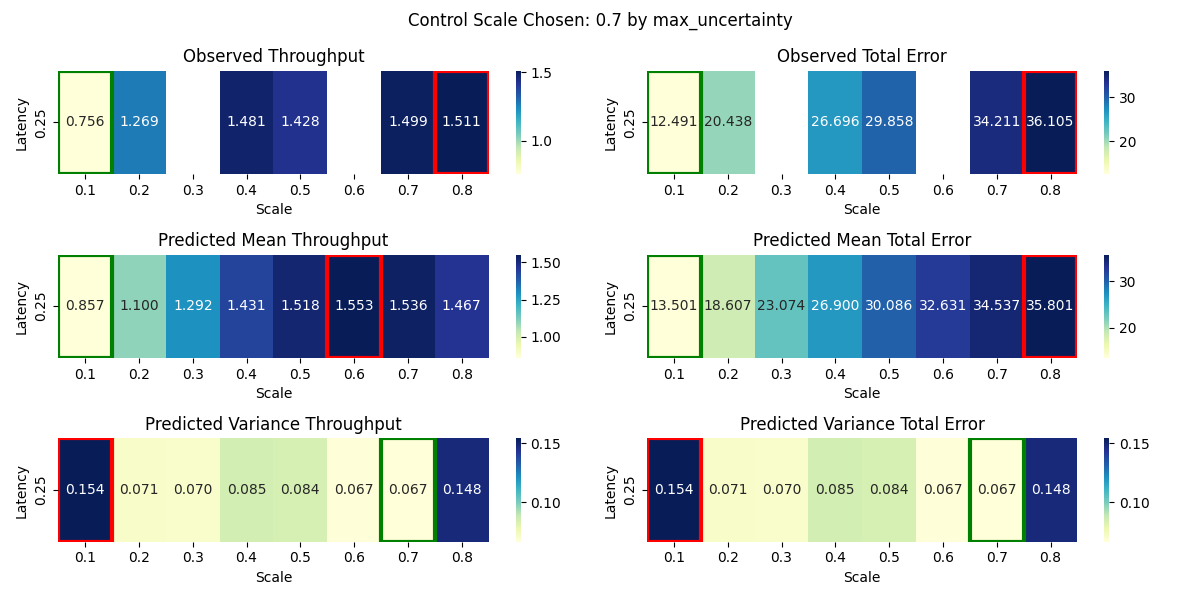 Control Scale Chosen: 0.7 by max_uncertainty
Observed Throughput
Latency
0.25
0.756 1.269 1.481 1.428 1.499 1.511
0.1 0.2 0.3 0.4 0.5 0.6 0.7 0.8
Scale
1.5
1.0
Observed Total Error
Latency
0.25
12.491 20.438 26.696 29.858 34.211 36.105
0.1 0.2 0.3 0.4 0.5 0.6 0.7 0.8
Scale
30
20
Predicted Mean Throughput
Latency
0.25
0.857 1.100 1.292 1.431 1.518 1.553 1.536 1.467
0.1 0.2 0.3 0.4 0.5 0.6 0.7 0.8
Scale
1.50
1.25
1.00
Predicted Mean Total Error
Latency
0.25
13.501 18.607 23.074 26.900 30.086 32.631 34.537 35.801
0.1 0.2 0.3 0.4 0.5 0.6 0.7 0.8
Scale
30
20
Predicted Variance Throughput
Latency
0.25
0.154 0.071 0.070 0.085 0.084 0.067 0.067 0.148
0.1 0.2 0.3 0.4 0.5 0.6 0.7 0.8
Scale
0.15
0.10
Predicted Variance Total Error
Latency
0.25
0.154 0.071 0.070 0.085 0.084 0.067 0.067 0.148
0.1 0.2 0.3 0.4 0.5 0.6 0.7 0.8
Scale
0.15
0.10